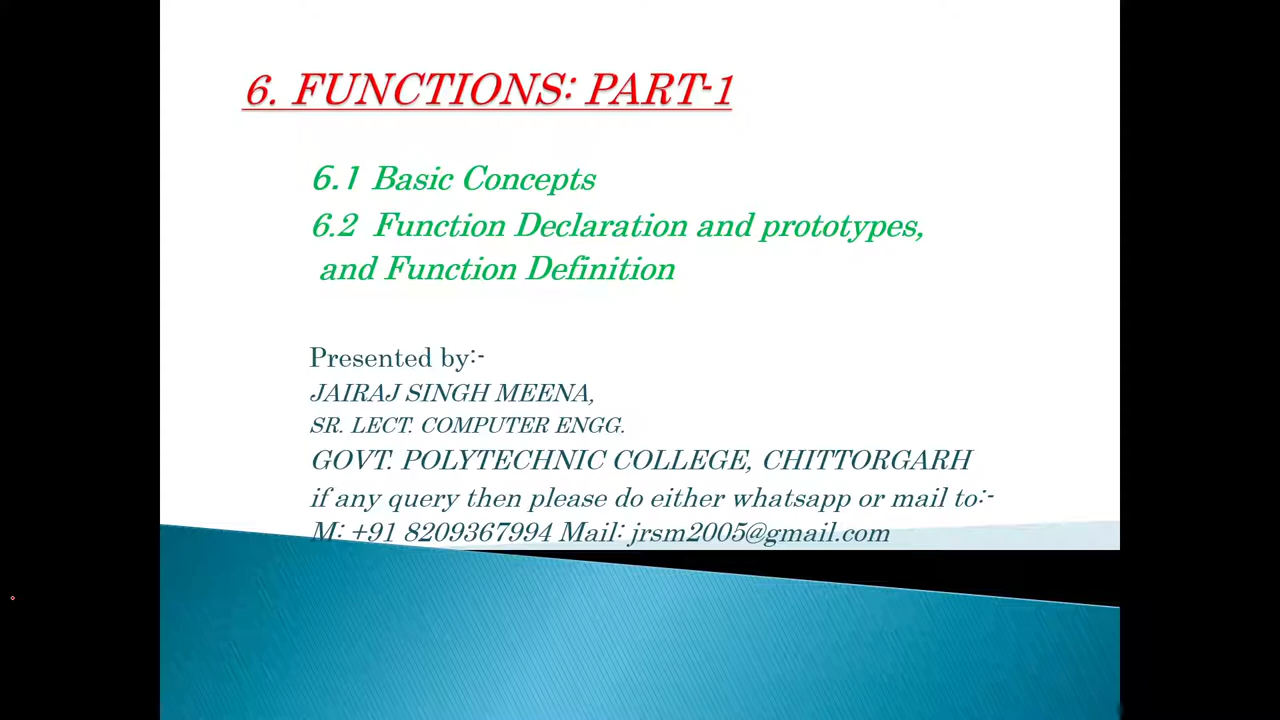 6. FUNCTIONS: PART-1
6.1 Basic Concepts
6.2 Function Declaration and prototypes,
and Function Definition
Presented by:-
JAIRAJ SINGH MEENA,
SR. LECT. COMPUTER ENGG.
GOVT. POLYTECHNIC COLLEGE, CHITTORGARH
if any query then please do either whatsapp or mail to:-
M: +91 8209367994 Mail: jrsm2005@gmail.com